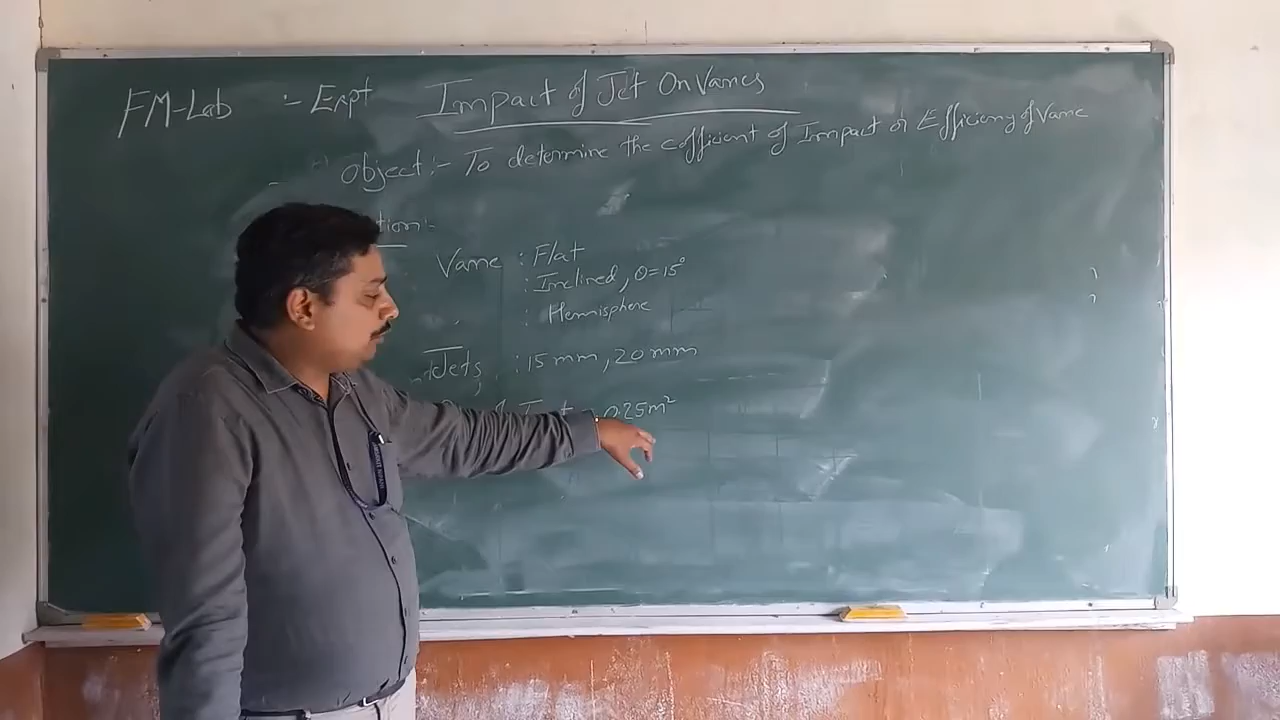 FM-Lab :- Expt Impact of Jet On Vanes
Object:- To determine the cofficient of Impact or Efficieny of Vane
tion:-
Vane : Flat
: Inclined, θ=15°
: Hemisphere
Jets : 15 mm, 20 mm
0.25m²